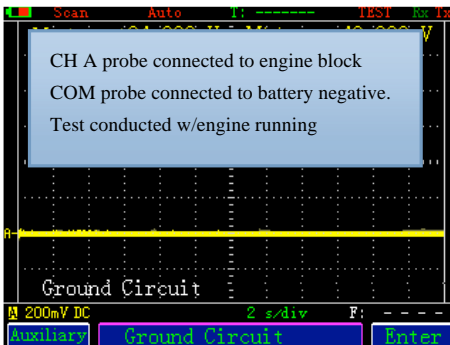 Scan Auto T: ------- TEST Rx Tx
CH A probe connected to engine block
COM probe connected to battery negative.
Test conducted w/engine running
A
Ground Circuit
A 200mV DC 2 s/div F: - - - -
Auxiliary Ground Circuit Enter